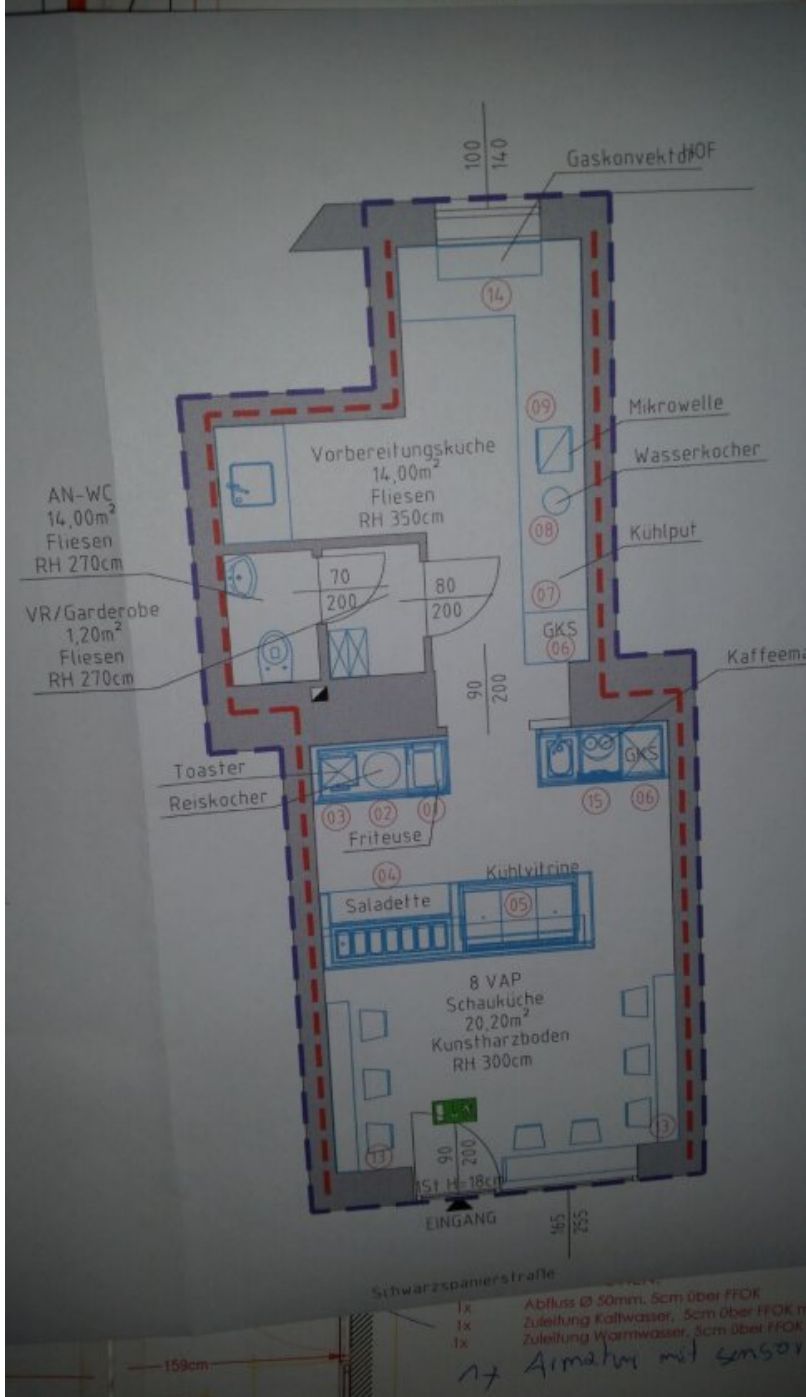 100
140
Gaskonvektor
HOF
14
09
Mikrowelle
Vorbereitungsküche
14,00m²
Fliesen
RH 350cm
Wasserkocher
AN-WC
14,00m²
Fliesen
RH 270cm
08
Kühlput
70
200
80
200
07
VR/Garderobe
1,20m²
Fliesen
RH 270cm
GKS
06
90
200
Toaster
Reiskocher
GKS
03
02
15
06
Friteuse
04
Kühlvitrine
Saladette
05
8 VAP
Schauküche
20,20m²
Kunstharzboden
RH 300cm
13
13
90
200
1St H=18cm
EINGANG
165
255
Schwarzspanierstraße
1x Abfluss Ø 50mm, 5cm über FFOK
1x Zuleitung Kaltwasser, 5cm über FFOK
1x Zuleitung Warmwasser, 5cm über FFOK
159cm
1x Armatur mit sensor